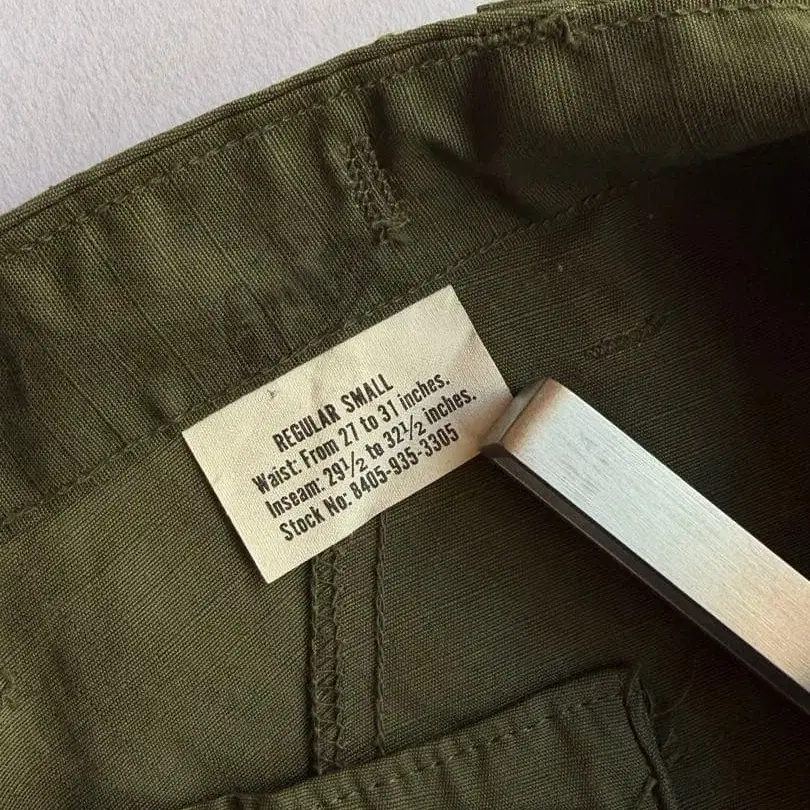 REGULAR SMALL
Waist: From 27 to 31 inches.
Inseam: 29½ to 32½ inches.
Stock No: 8405-935-3305